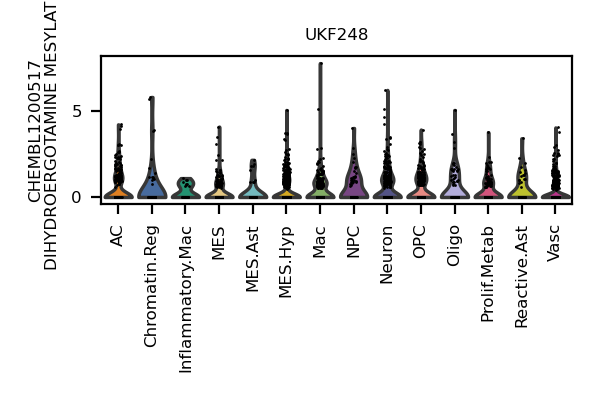 UKF248
CHEMBL1200517
DIHYDROERGOTAMINE MESYLAT
5
0
AC
Chromatin.Reg
Inflammatory.Mac
MES
MES.Ast
MES.Hyp
Mac
NPC
Neuron
OPC
Oligo
Prolif.Metab
Reactive.Ast
Vasc